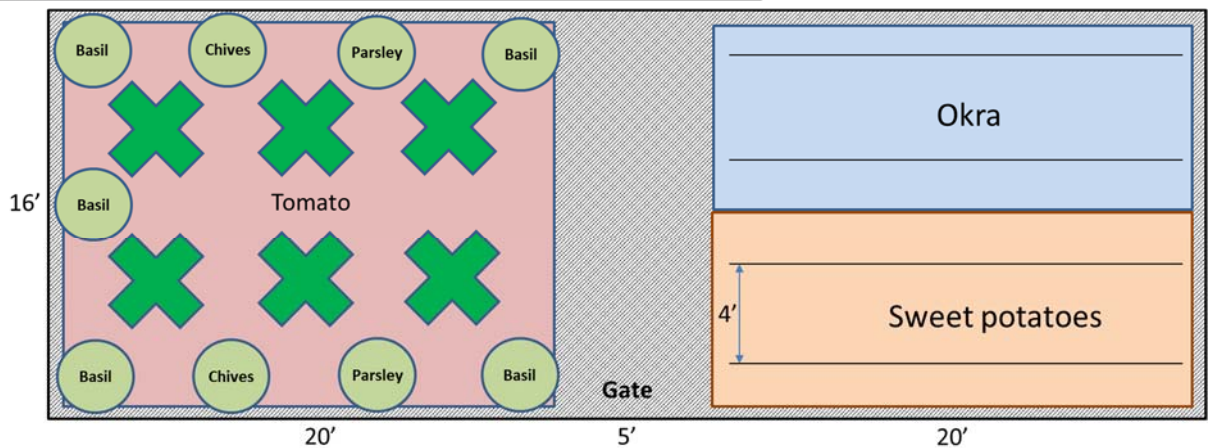 Basil
Chives
Parsley
Basil
Okra
16’
Basil
Tomato
4’
Sweet potatoes
Basil
Chives
Parsley
Basil
Gate
20’
5’
20’